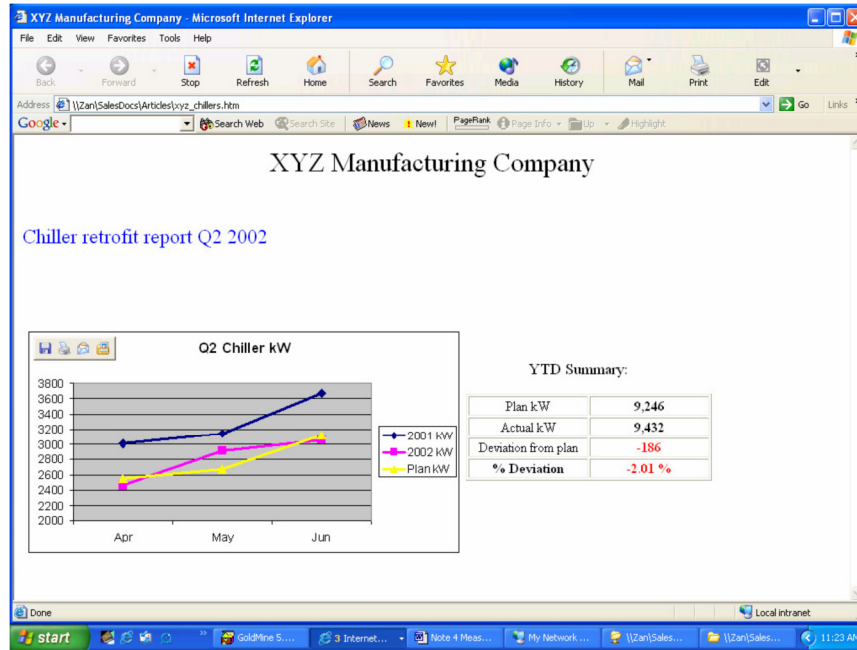 XYZ Manufacturing Company - Microsoft Internet Explorer
File Edit View Favorites Tools Help
Back Forward Stop Refresh Home Search Favorites Media History Mail Print Edit
Address \\Zan\SalesDocs\Articles\xyz_chillers.htm Go Links
Google Search Web Search Site News New! PageRank Page Info Up Highlight
XYZ Manufacturing Company
Chiller retrofit report Q2 2002
Q2 Chiller kW
3800
3600
3400
3200
3000
2800
2600
2400
2200
2000
Apr May Jun
2001 kW
2002 kW
Plan kW
YTD Summary:
Plan kW 9,246
Actual kW 9,432
Deviation from plan -186
% Deviation -2.01 %
Done Local intranet
start GoldMine 5.... 3 Internet... Note 4 Meas... My Network ... \\Zan\Sales... \\Zan\Sales... 11:23 AM